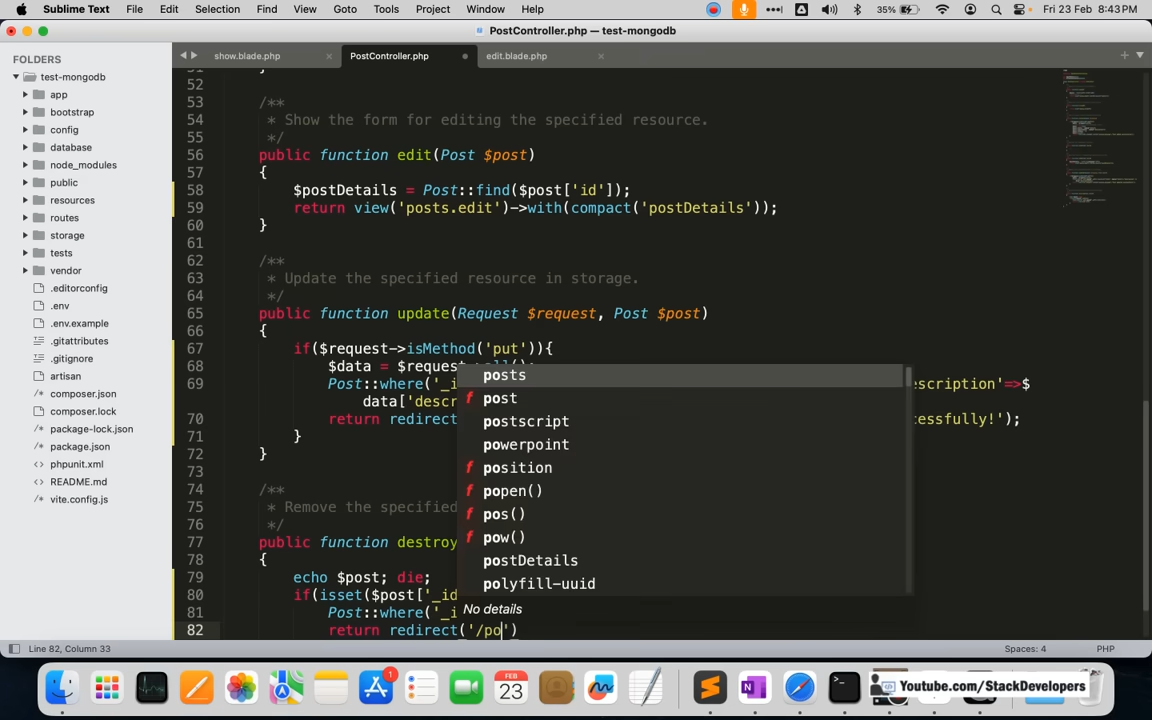 Sublime Text File Edit Selection Find View Goto Tools Project Window Help 35% Fri 23 Feb 8:43 PM
PostController.php — test-mongodb
FOLDERS
test-mongodb
app
bootstrap
config
database
node_modules
public
resources
routes
storage
tests
vendor
.editorconfig
.env
.env.example
.gitattributes
.gitignore
artisan
composer.json
composer.lock
package-lock.json
package.json
phpunit.xml
README.md
vite.config.js
show.blade.php PostController.php edit.blade.php
52
53 /**
54 * Show the form for editing the specified resource.
55 */
56 public function edit(Post $post)
57 {
58 $postDetails = Post::find($post['id']);
59 return view('posts.edit')->with(compact('postDetails'));
60 }
61
62 /**
63 * Update the specified resource in storage.
64 */
65 public function update(Request $request, Post $post)
66 {
67 if($request->isMethod('put')){
68 $data = $request
69 Post::where('_i escription'=>$
data['descr
70 return redirect essfully!');
71 }
72 }
73
74 /**
75 * Remove the specified
76 */
77 public function destroy
78 {
79 echo $post; die;
80 if(isset($post['_id
81 Post::where('_i
82 return redirect('/po')
posts
f post
postscript
powerpoint
f position
f popen()
f pos()
f pow()
postDetails
polyfill-uuid
No details
Line 82, Column 33 Spaces: 4 PHP
1
FEB
23
Youtube.com/StackDevelopers